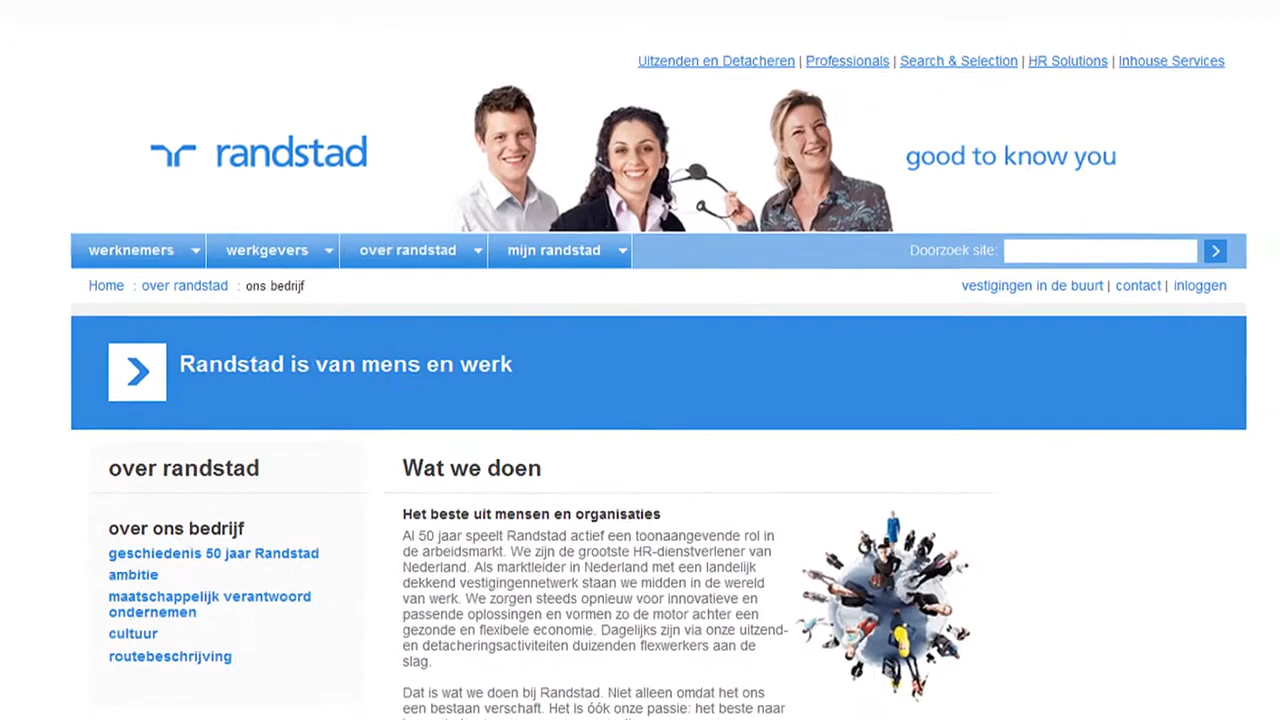 Uitzenden en Detacheren | Professionals | Search & Selection | HR Solutions | Inhouse Services
randstad
good to know you
werknemers
werkgevers
over randstad
mijn randstad
Doorzoek site:
Home : over randstad : ons bedrijf
vestigingen in de buurt | contact | inloggen
Randstad is van mens en werk
over randstad
over ons bedrijf
geschiedenis 50 jaar Randstad
ambitie
maatschappelijk verantwoord
ondernemen
cultuur
routebeschrijving
Wat we doen
Het beste uit mensen en organisaties
Al 50 jaar speelt Randstad actief een toonaangevende rol in
de arbeidsmarkt. We zijn de grootste HR-dienstverlener van
Nederland. Als marktleider in Nederland met een landelijk
dekkend vestigingennetwerk staan we midden in de wereld
van werk. We zorgen steeds opnieuw voor innovatieve en
passende oplossingen en vormen zo de motor achter een
gezonde en flexibele economie. Dagelijks zijn via onze uitzend-
en detacheringsactiviteiten duizenden flexwerkers aan de
slag.
Dat is wat we doen bij Randstad. Niet alleen omdat het ons
een bestaan verschaft. Het is óók onze passie: het beste naar